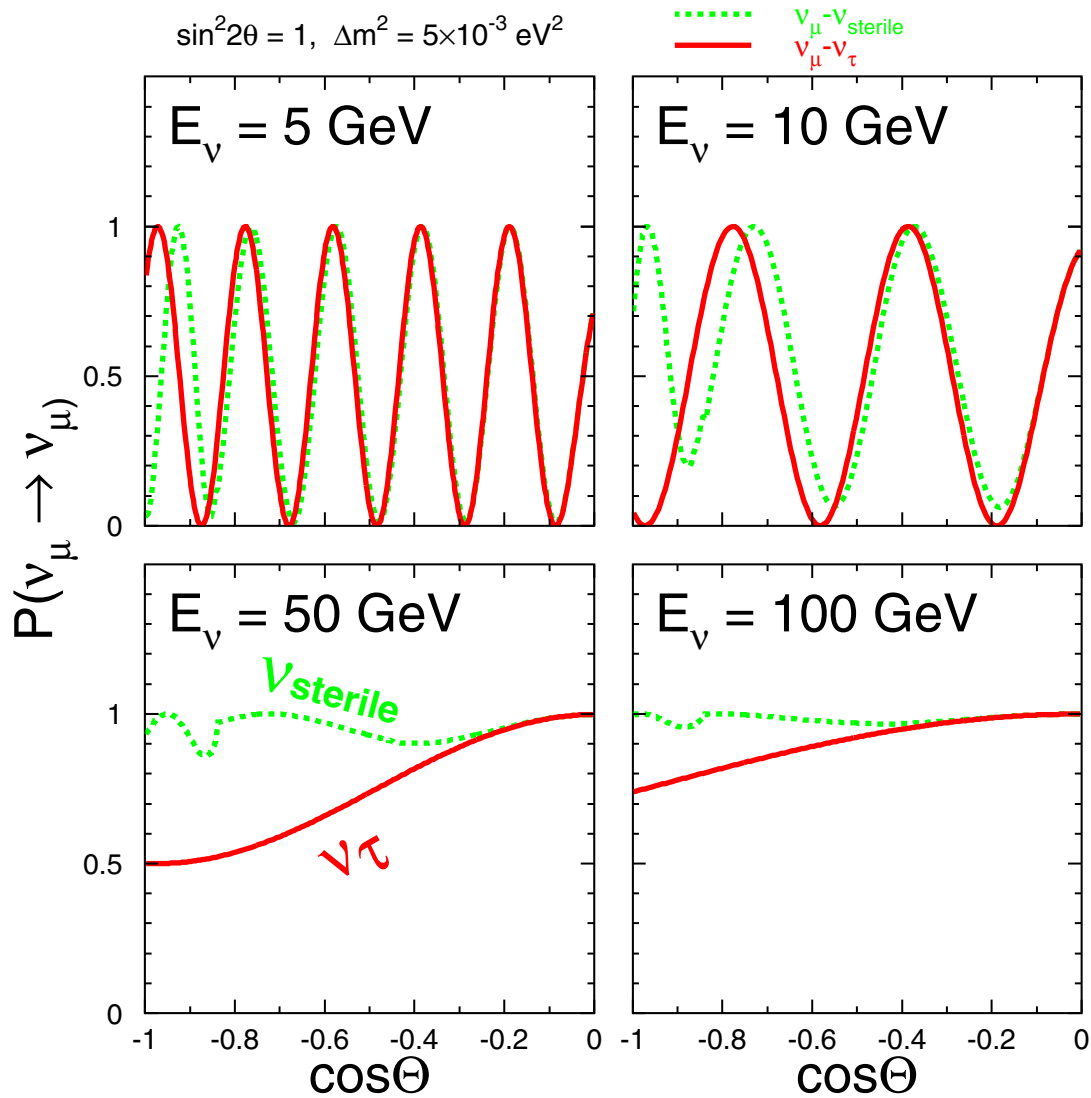 sin²2θ = 1, Δm² = 5×10⁻³ eV²
νμ-νsterile
νμ-ντ
Eν = 5 GeV
Eν = 10 GeV
1
0.5
0
P(νμ → νμ)
Eν = 50 GeV
Eν = 100 GeV
νsterile
ντ
1
0.5
0
-1 -0.8 -0.6 -0.4 -0.2 0
-1 -0.8 -0.6 -0.4 -0.2 0
cosΘ
cosΘ